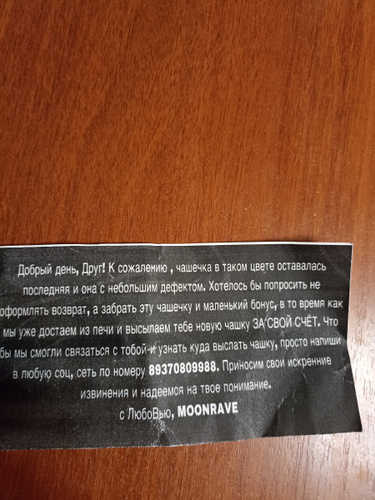 Добрый день, Друг! К сожалению , чашечка в таком цвете оставалась
последняя и она с небольшим дефектом. Хотелось бы попросить не
оформлять возврат, а забрать эту чашечку и маленький бонус, в то время как
мы уже достаем из печи и высылаем тебе новую чашку ЗА СВОЙ СЧЁТ. Что
бы мы смогли связаться с тобой и узнать куда выслать чашку, просто напиши
в любую соц, сеть по номеру 89370809988. Приносим свои искренние
извинения и надеемся на твое понимание.
с ЛюбоВью, MOONRAVE